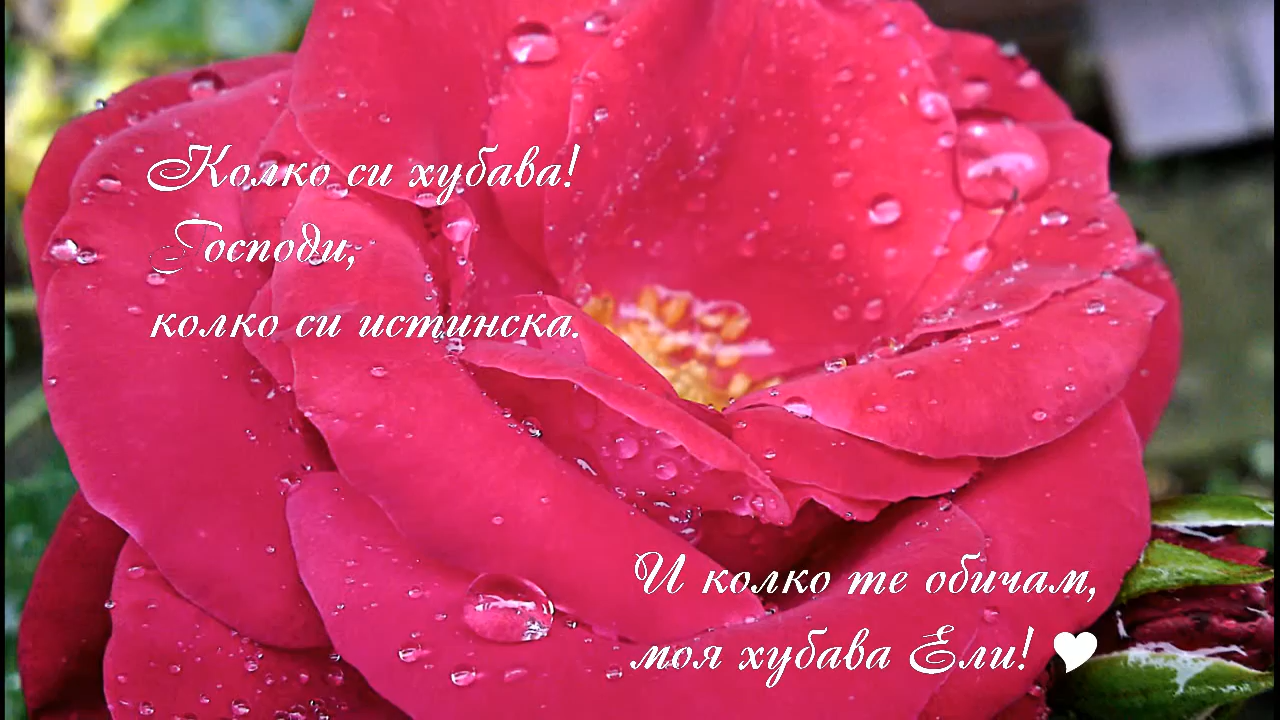 Колко си хубава!
Господи,
колко си истинска.
И колко те обичам,
моя хубава Ели! ♥